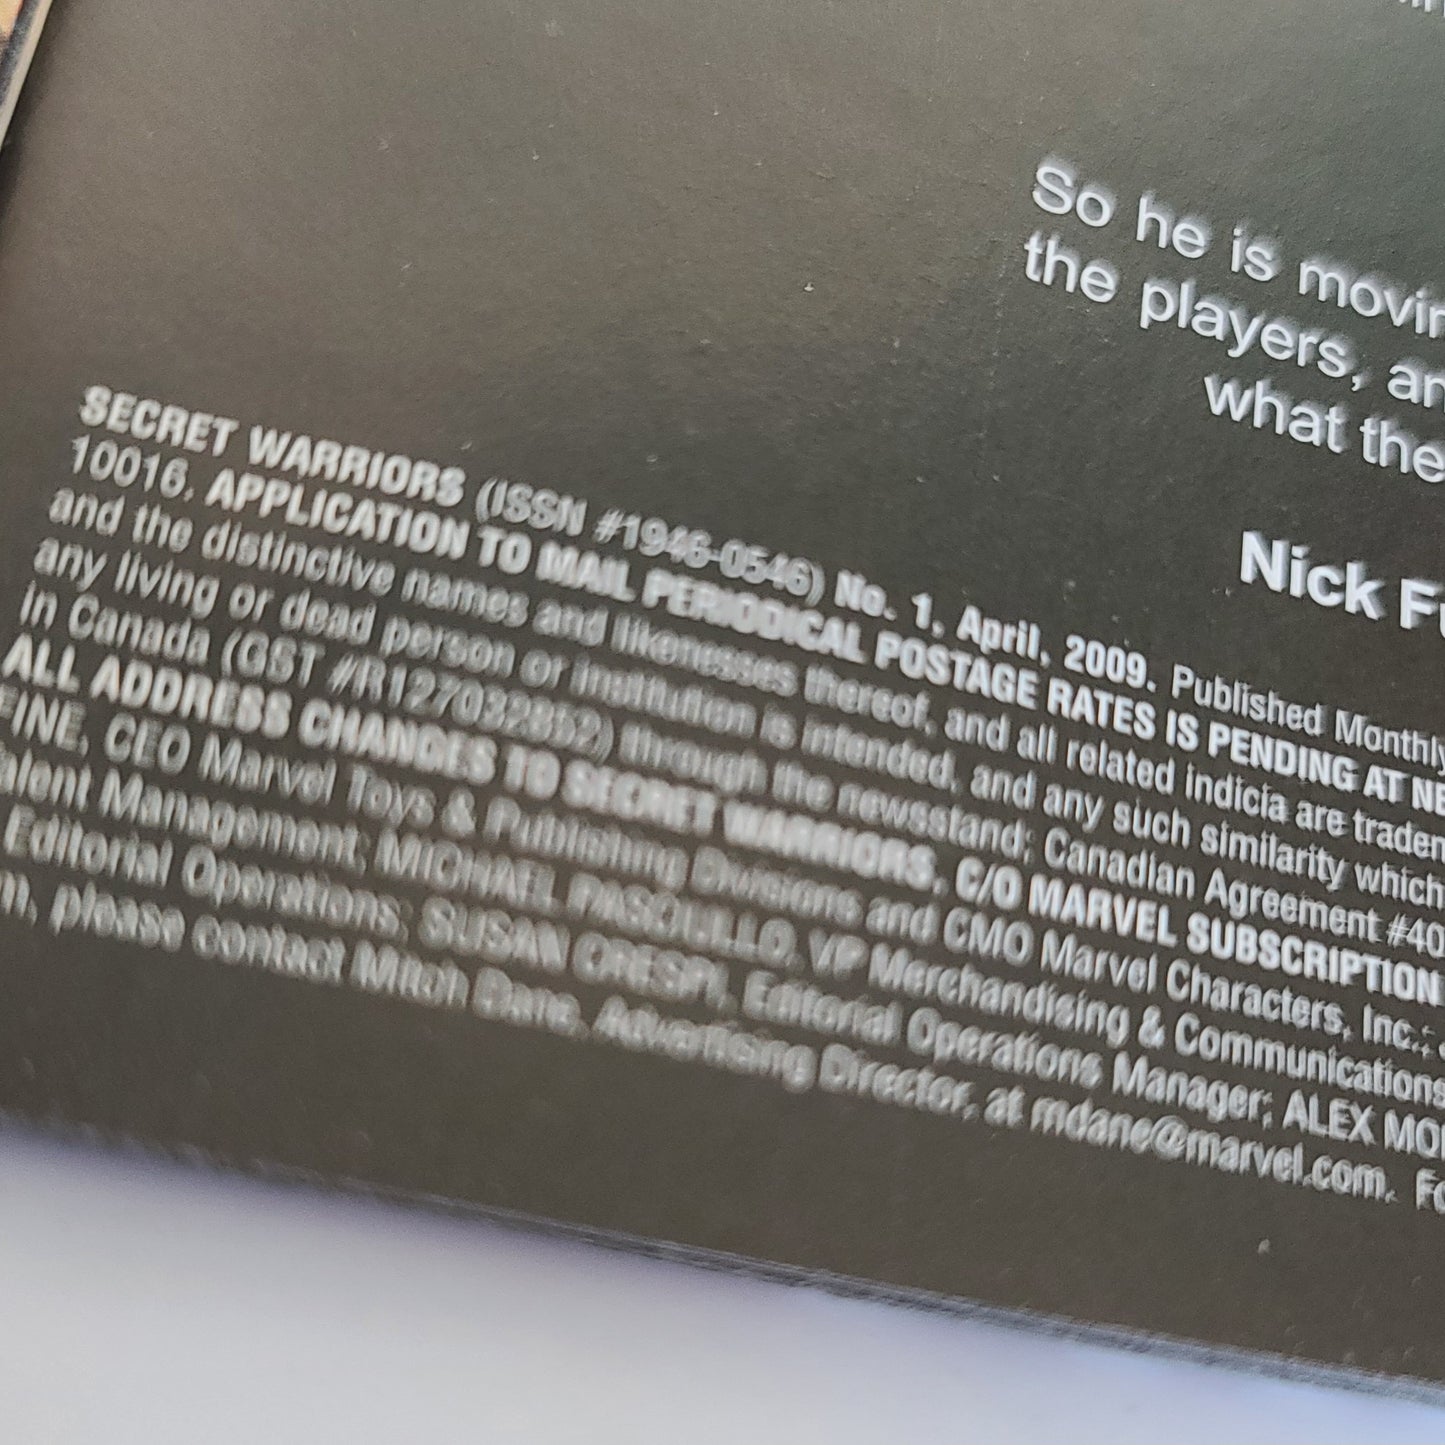 So he is movin
the players, an
what the
Nick Fu
SECRET WARRIORS (ISSN #1946-0546) No. 1, April, 2009. Published Monthly
10016. APPLICATION TO MAIL PERIODICAL POSTAGE RATES IS PENDING AT NE
and the distinctive names and likenesses thereof, and all related indicia are tradem
any living or dead person or institution is intended, and any such similarity which
in Canada (GST #R127032852) through the newsstand; Canadian Agreement #40
ALL ADDRESS CHANGES TO SECRET WARRIORS, C/O MARVEL SUBSCRIPTION
FINE, CEO Marvel Toys & Publishing Divisions and CMO Marvel Characters, Inc.;
alent Management; MICHAEL PASCIULLO, VP Merchandising & Communications
Editorial Operations; SUSAN CRESPI, Editorial Operations Manager; ALEX MO
m, please contact Mitch Dane, Advertising Director, at mdane@marvel.com. Fo